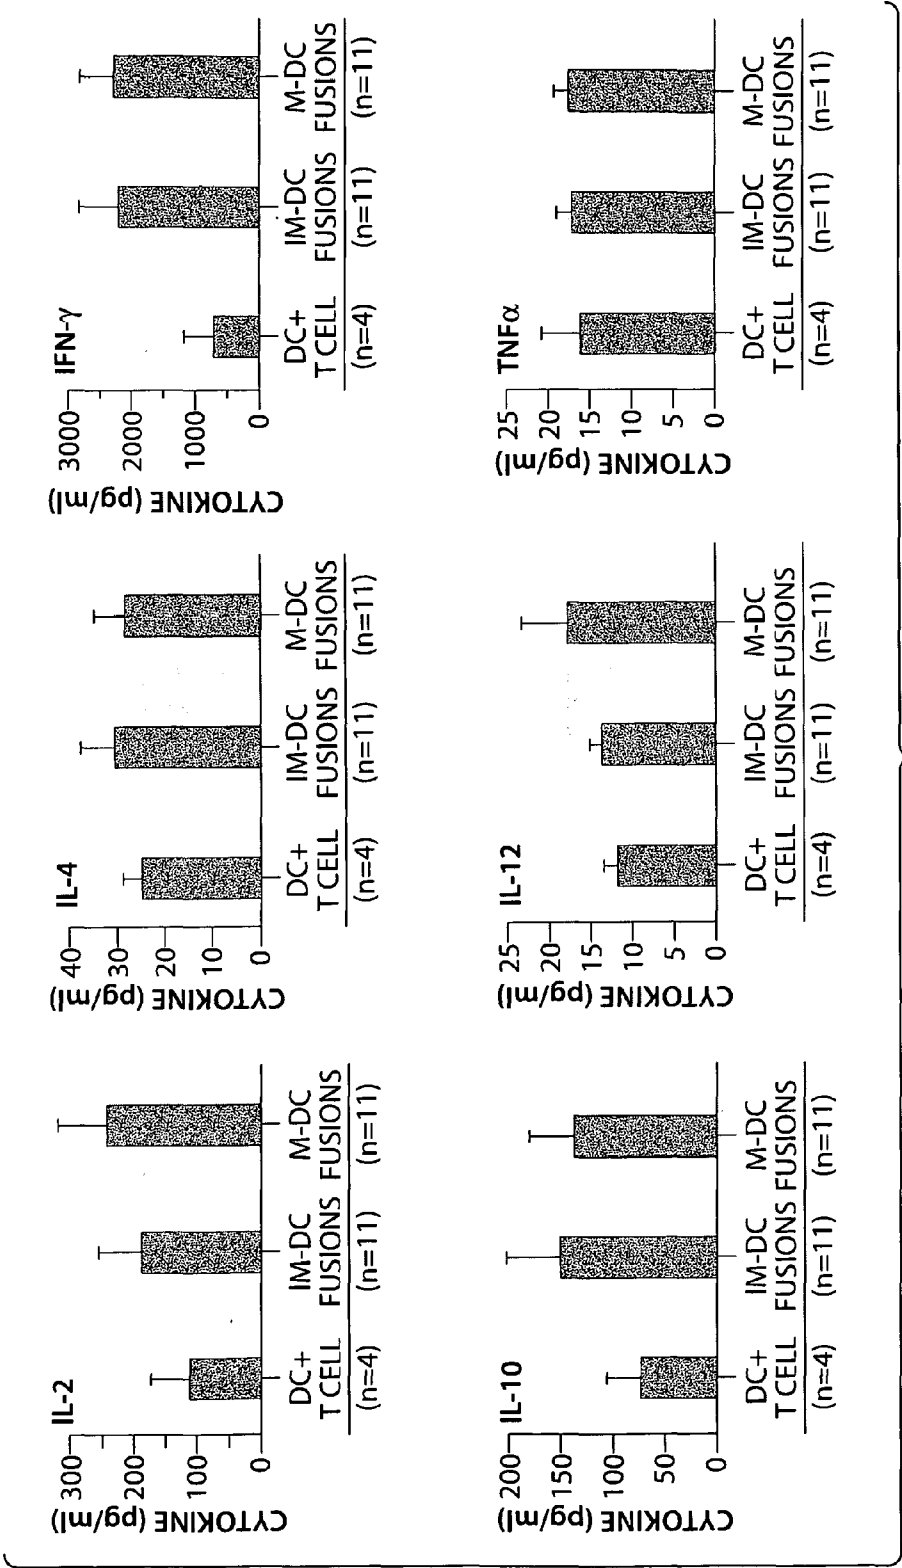 IL-2
CYTOKINE (pg/ml)
300
200
100
0
DC+
T CELL
(n=4)
IM-DC
FUSIONS
(n=11)
M-DC
FUSIONS
(n=11)
IL-4
CYTOKINE (pg/ml)
40
30
20
10
0
DC+
T CELL
(n=4)
IM-DC
FUSIONS
(n=11)
M-DC
FUSIONS
(n=11)
IFN-γ
CYTOKINE (pg/ml)
3000
2000
1000
0
DC+
T CELL
(n=4)
IM-DC
FUSIONS
(n=11)
M-DC
FUSIONS
(n=11)
IL-10
CYTOKINE (pg/ml)
200
150
100
50
0
DC+
T CELL
(n=4)
IM-DC
FUSIONS
(n=11)
M-DC
FUSIONS
(n=11)
IL-12
CYTOKINE (pg/ml)
25
20
15
10
5
0
DC+
T CELL
(n=4)
IM-DC
FUSIONS
(n=11)
M-DC
FUSIONS
(n=11)
TNFα
CYTOKINE (pg/ml)
25
20
15
10
5
0
DC+
T CELL
(n=4)
IM-DC
FUSIONS
(n=11)
M-DC
FUSIONS
(n=11)